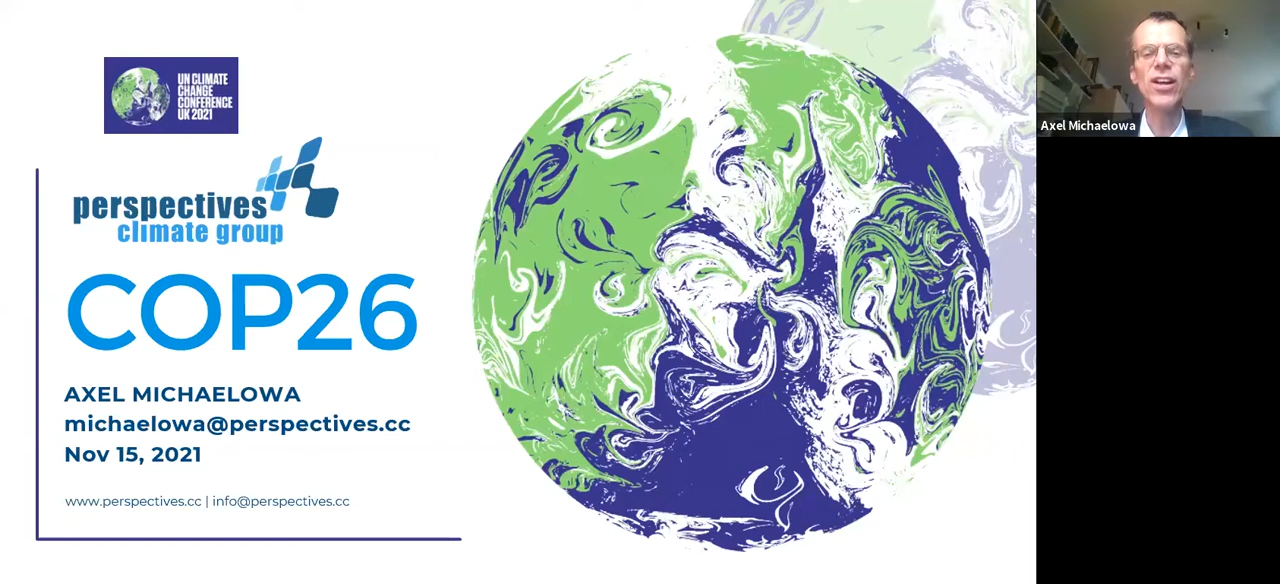 UN CLIMATE
CHANGE
CONFERENCE
UK 2021
perspectives
climate group
COP26
AXEL MICHAELOWA
michaelowa@perspectives.cc
Nov 15, 2021
www.perspectives.cc | info@perspectives.cc
Axel Michaelowa